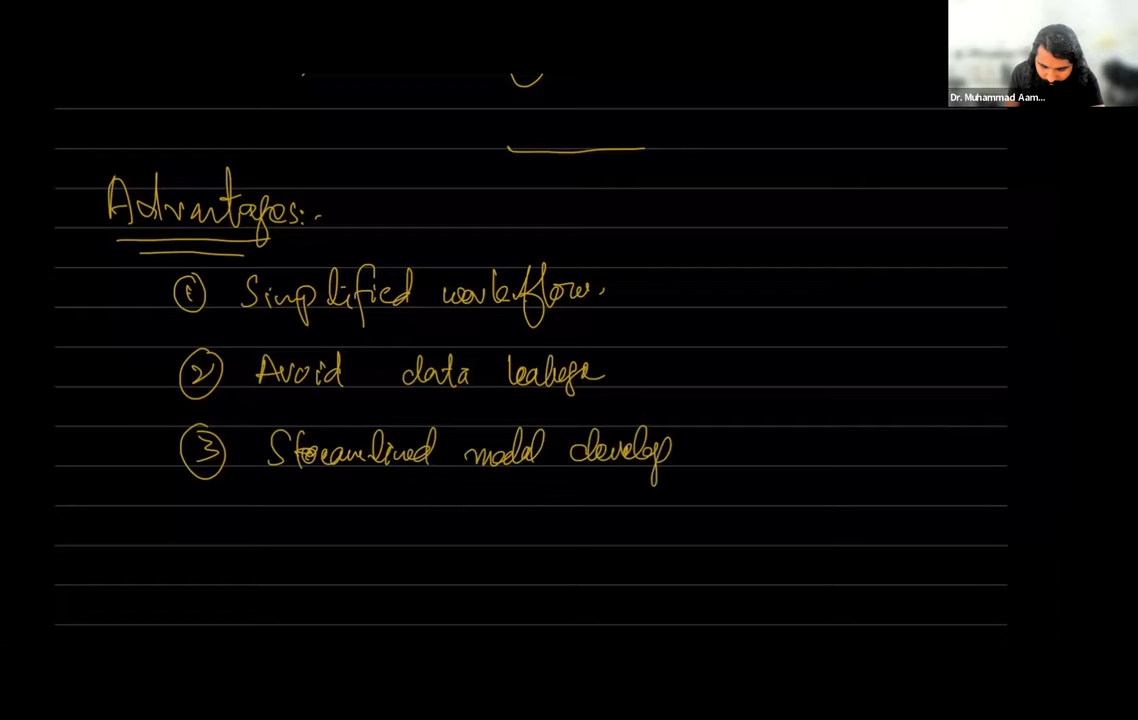 Dr. Muhammad Aam...
Advantages:-
① Simplified workflow.
② Avoid data leakage
③ Streamlined model develop